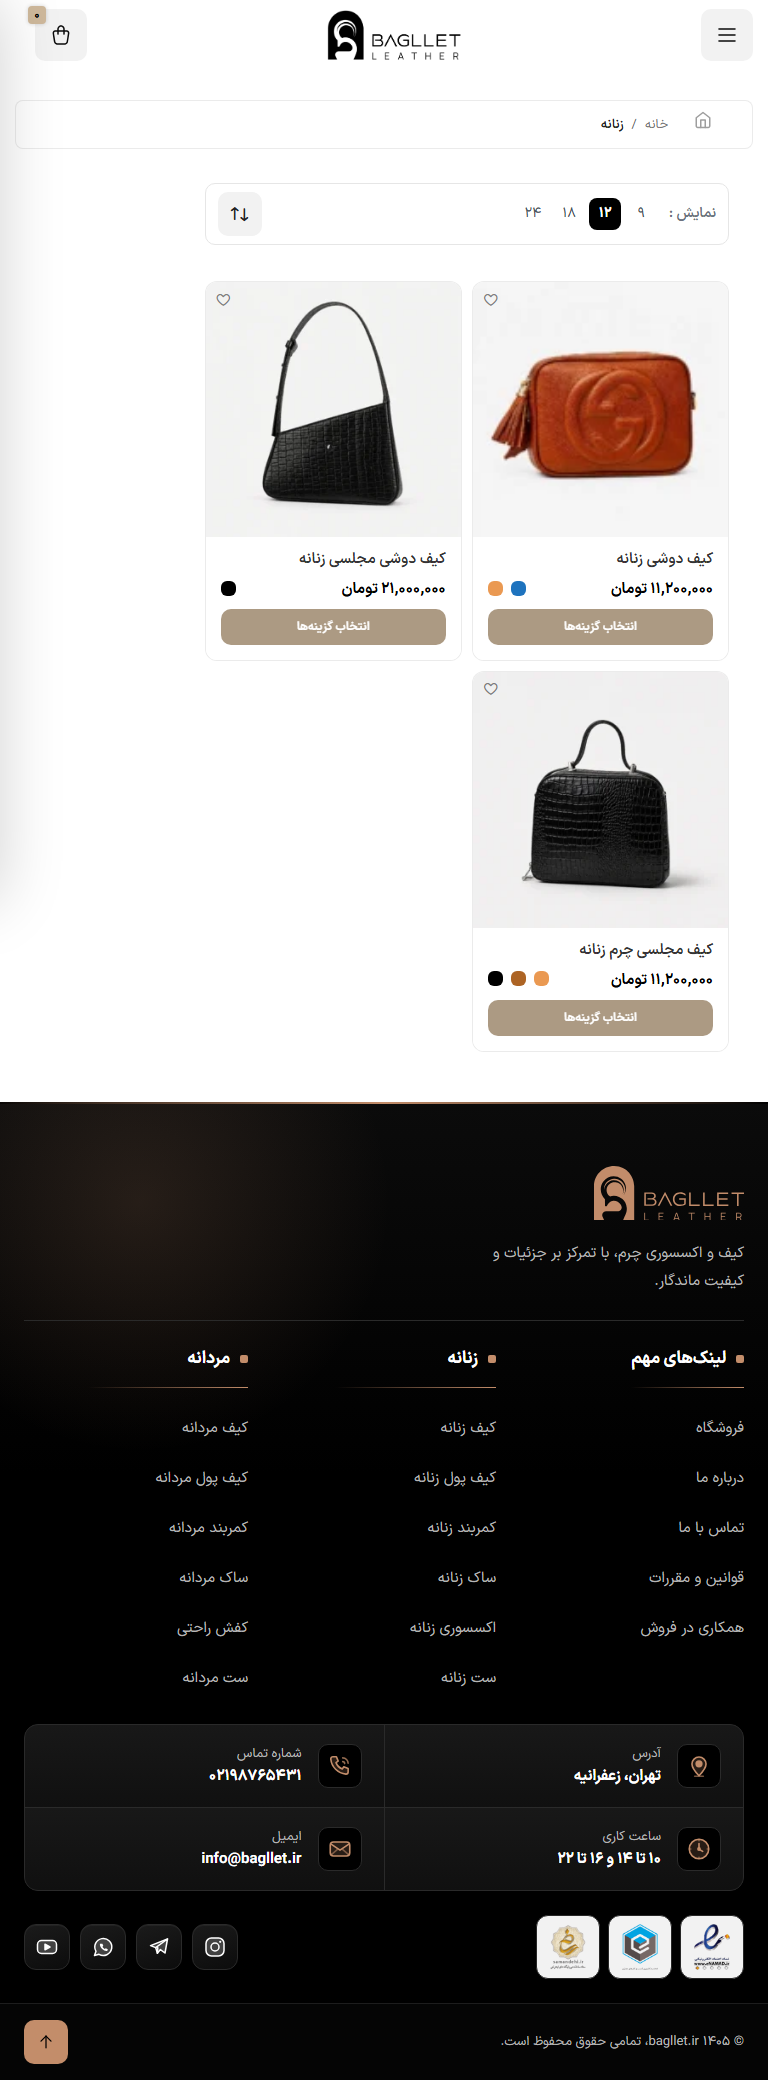 ۰
BAGLLET
LEATHER
خانه / زنانه
نمایش : ۹ ۱۲ ۱۸ ۲۴
کیف دوشی زنانه
۱۱,۲۰۰,۰۰۰ تومان
انتخاب گزینه‌ها
کیف دوشی مجلسی زنانه
۲۱,۰۰۰,۰۰۰ تومان
انتخاب گزینه‌ها
کیف مجلسی چرم زنانه
۱۱,۲۰۰,۰۰۰ تومان
انتخاب گزینه‌ها
BAGLLET
LEATHER
کیف و اکسسوری چرم، با تمرکز بر جزئیات و
کیفیت ماندگار.
لینک‌های مهم
فروشگاه
درباره ما
تماس با ما
قوانین و مقررات
همکاری در فروش
زنانه
کیف زنانه
کیف پول زنانه
کمربند زنانه
ساک زنانه
اکسسوری زنانه
ست زنانه
مردانه
کیف مردانه
کیف پول مردانه
کمربند مردانه
ساک مردانه
کفش راحتی
ست مردانه
آدرس
تهران، زعفرانیه
شماره تماس
۰۲۱۹۸۷۶۵۴۳۱
ساعت کاری
۱۰ تا ۱۴ و ۱۶ تا ۲۲
ایمیل
info@bagllet.ir
www.eNAMAD.ir
samandehi.ir
© ۱۴۰۵ bagllet.ir، تمامی حقوق محفوظ است.